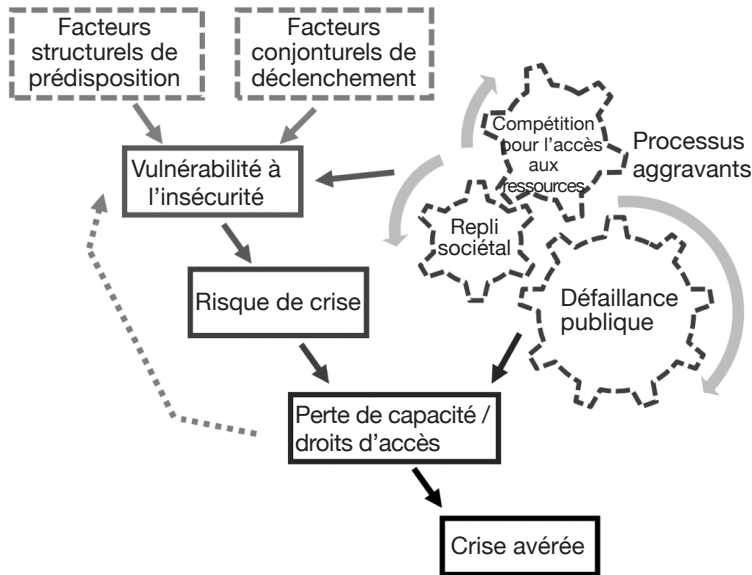 Facteurs
structurels de
prédisposition
Facteurs
conjonturels de
déclenchement
Compétition
pour l'accès
aux
ressources
Processus
aggravants
Vulnérabilité à
l'insécurité
Repli
sociétal
Risque de crise
Défaillance
publique
Perte de capacité /
droits d'accès
Crise avérée